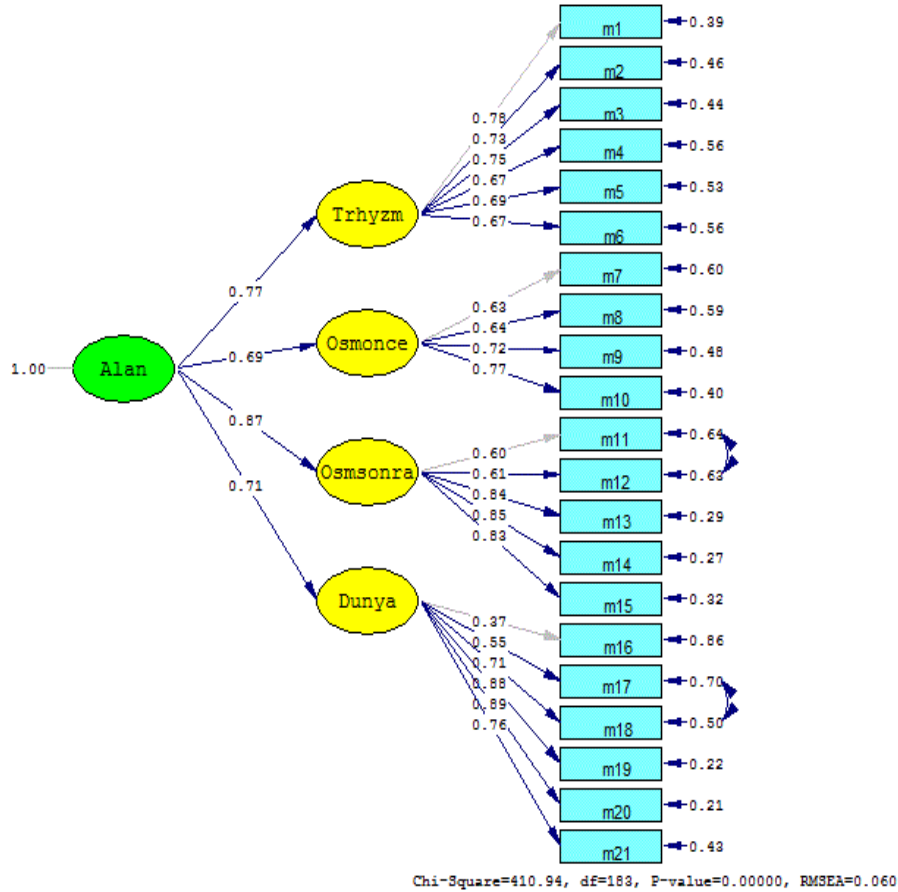 m1 0.39
m2 0.46
m3 0.44
m4 0.56
m5 0.53
m6 0.56
m7 0.60
m8 0.59
m9 0.48
m10 0.40
m11 0.64
m12 0.63
m13 0.29
m14 0.27
m15 0.32
m16 0.86
m17 0.70
m18 0.50
m19 0.22
m20 0.21
m21 0.43
0.78
0.73
0.75
0.67
0.69
0.67
Trhyzm
0.63
0.64
0.72
0.77
Osmonce
0.60
0.61
0.84
0.85
0.83
Osmsonra
0.37
0.55
0.71
0.88
0.89
0.76
Dunya
0.77
0.69
0.87
0.71
1.00 Alan
Chi-Square=410.94, df=183, P-value=0.00000, RMSEA=0.060